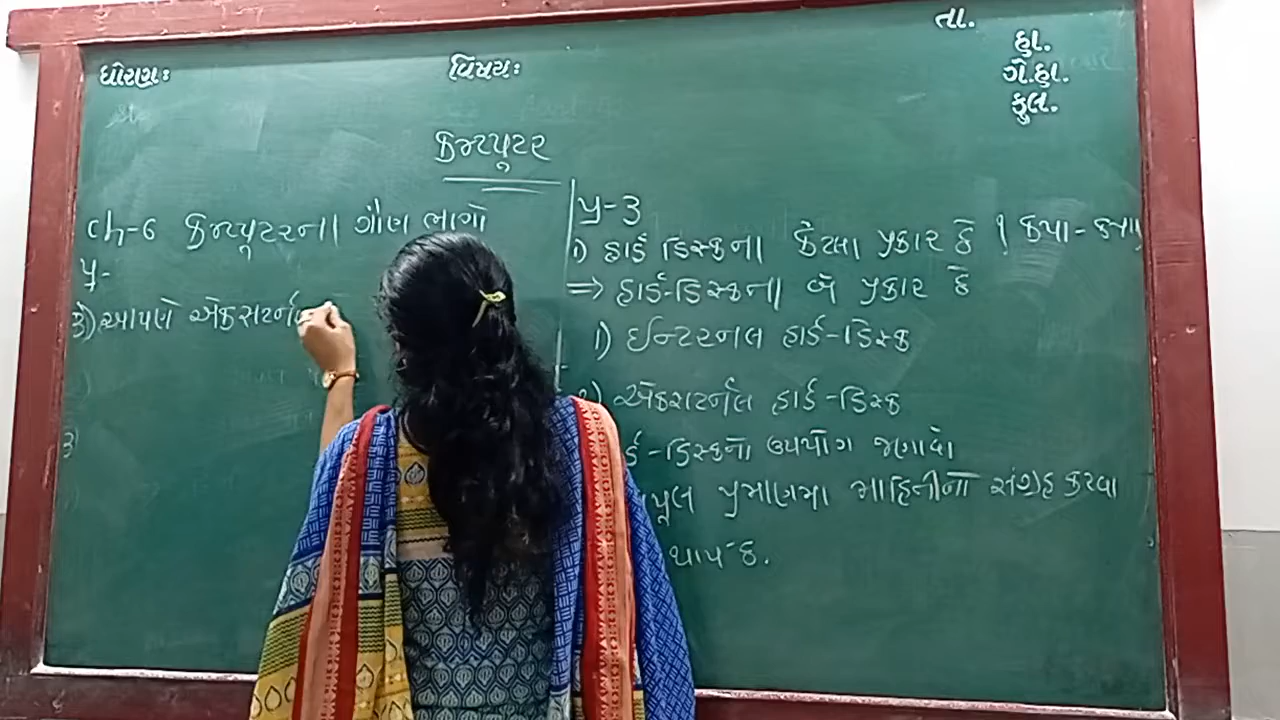 તા.
હા.
ગે.હા.
કુલ.
ધોરણઃ વિષયઃ
કમ્પ્યુટર
ch-6 કમ્પ્યુટરના ગૌણ ભાગો
પ્ર-
3) આપણે એક્સટર્નલ
પ્ર-3
1) હાર્ડ ડિસ્કના કેટલા પ્રકાર છે ? કયા - કયા
⇒ હાર્ડ-ડિસ્કના બે પ્રકાર છે
1) ઈન્ટરનલ હાર્ડ-ડિસ્ક
2) એક્સટર્નલ હાર્ડ-ડિસ્ક
ર્ડ-ડિસ્કનો ઉપયોગ જણાવો
પ્રમાણમા માહિતીનો સંગ્રહ કરવા
થાય છે.